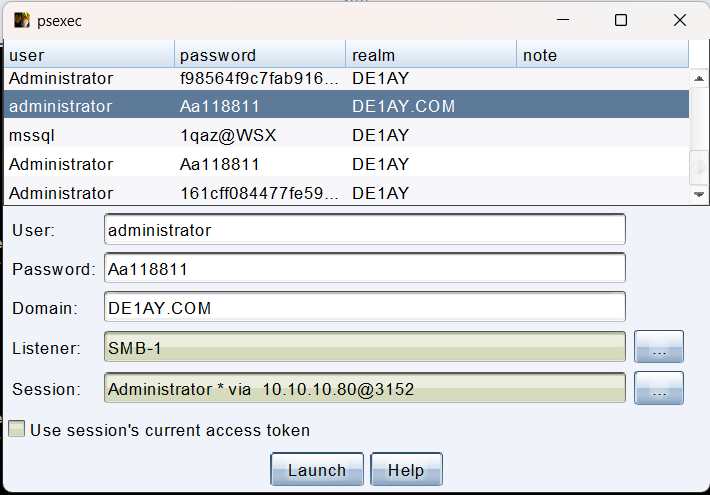 psexec
user password realm note
Administrator f98564f9c7fab916... DE1AY
administrator Aa118811 DE1AY.COM
mssql 1qaz@WSX DE1AY
Administrator Aa118811 DE1AY
Administrator 161cff084477fe59... DE1AY
User: administrator
Password: Aa118811
Domain: DE1AY.COM
Listener: SMB-1 ...
Session: Administrator * via 10.10.10.80@3152 ...
Use session's current access token
Launch Help